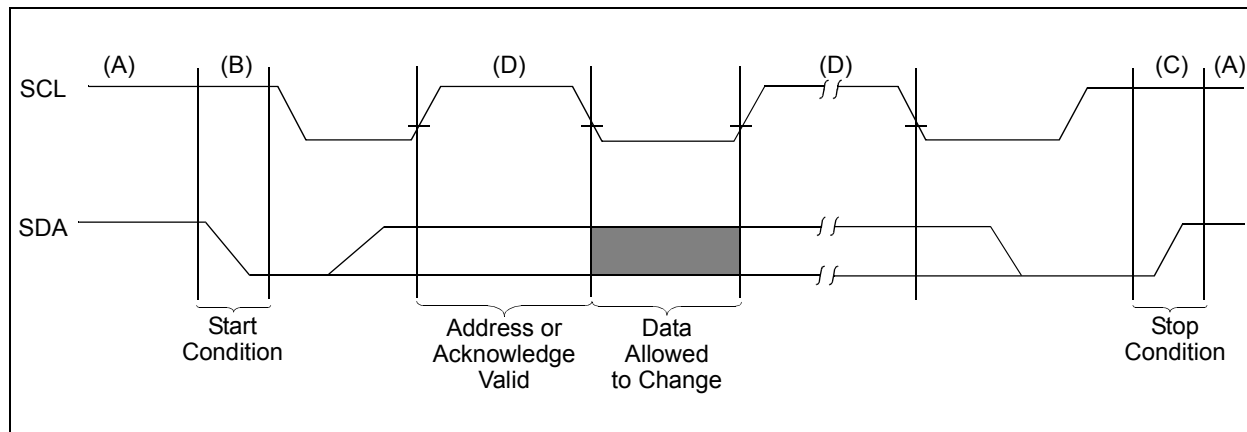 (A) (B) (D) (D) (C) (A)
SCL
SDA
Start
Condition
Address or
Acknowledge
Valid
Data
Allowed
to Change
Stop
Condition